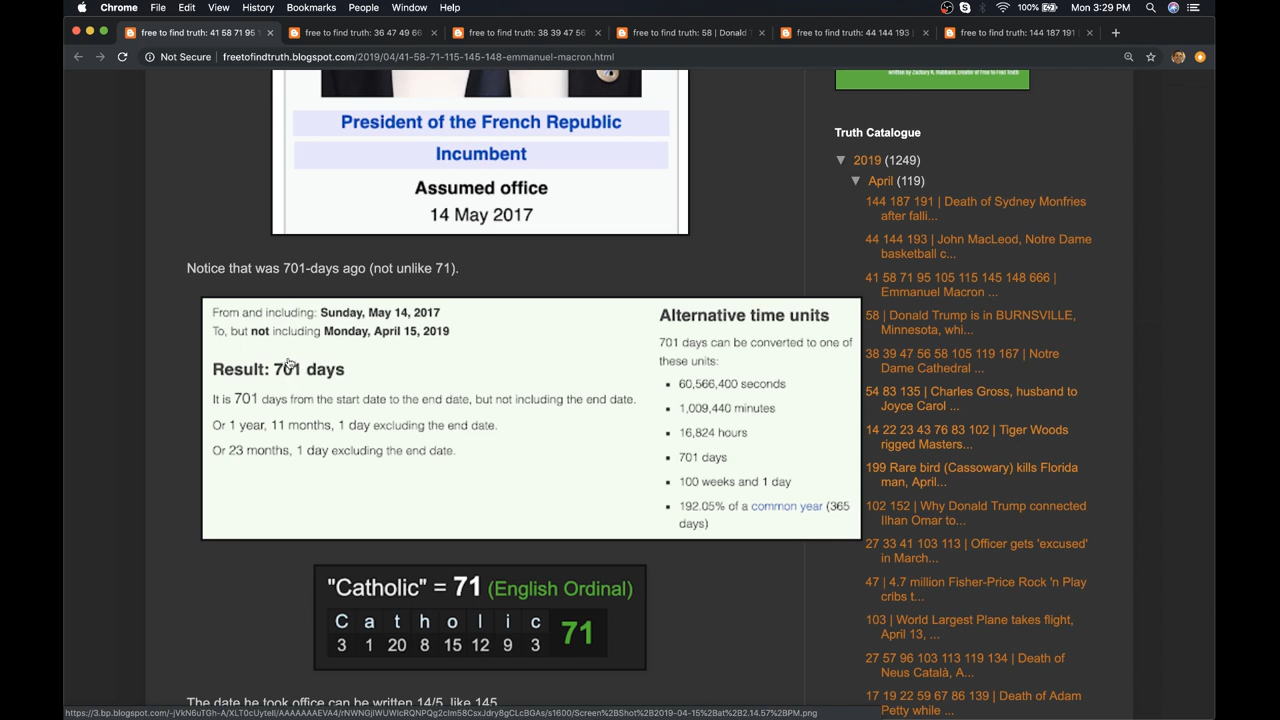 Chrome File Edit View History Bookmarks People Window Help 100% Mon 3:29 PM
free to find truth: 41 58 71 95 1
free to find truth: 36 47 49 66
free to find truth: 38 39 47 56
free to find truth: 58 | Donald T
free to find truth: 44 144 193 |
free to find truth: 144 187 191 |
Not Secure | freetofindtruth.blogspot.com/2019/04/41-58-71-115-145-148-emmanuel-macron.html
written by Zachary K. Hubbard, creator of Free to Find Truth
President of the French Republic
Incumbent
Assumed office
14 May 2017
Notice that was 701-days ago (not unlike 71).
From and including: Sunday, May 14, 2017
To, but not including Monday, April 15, 2019
Result: 701 days
It is 701 days from the start date to the end date, but not including the end date.
Or 1 year, 11 months, 1 day excluding the end date.
Or 23 months, 1 day excluding the end date.
Alternative time units
701 days can be converted to one of
these units:
60,566,400 seconds
1,009,440 minutes
16,824 hours
701 days
100 weeks and 1 day
192.05% of a common year (365
days)
"Catholic" = 71 (English Ordinal)
C a t h o l i c
3 1 20 8 15 12 9 3 71
The date he took office can be written 14/5, like 145.
Truth Catalogue
▼ 2019 (1249)
▼ April (119)
144 187 191 | Death of Sydney Monfries
after falli...
44 144 193 | John MacLeod, Notre Dame
basketball c...
41 58 71 95 105 115 145 148 666 |
Emmanuel Macron ...
58 | Donald Trump is in BURNSVILLE,
Minnesota, whi...
38 39 47 56 58 105 119 167 | Notre
Dame Cathedral ...
54 83 135 | Charles Gross, husband to
Joyce Carol ...
14 22 23 43 76 83 102 | Tiger Woods
rigged Masters...
199 Rare bird (Cassowary) kills Florida
man, April...
102 152 | Why Donald Trump connected
Ilhan Omar to...
27 33 41 103 113 | Officer gets 'excused'
in March...
47 | 4.7 million Fisher-Price Rock 'n Play
cribs t...
103 | World Largest Plane takes flight,
April 13, ...
27 57 96 103 113 119 134 | Death of
Neus Català, A...
17 19 22 59 67 86 139 | Death of Adam
Petty while ...